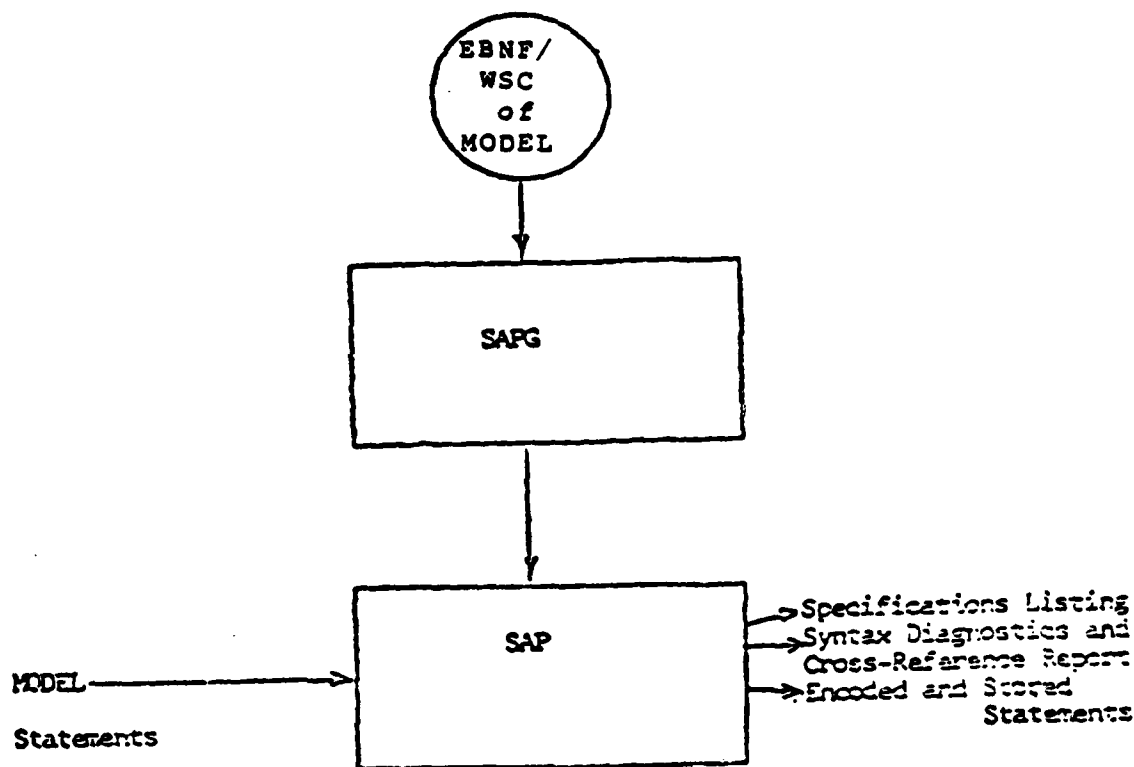 EBNF/
WSC
of
MODEL
SAPG
SAP
MODEL
Statements
Specifications Listing
Syntax Diagnostics and
Cross-Reference Report
Encoded and Stored
Statements